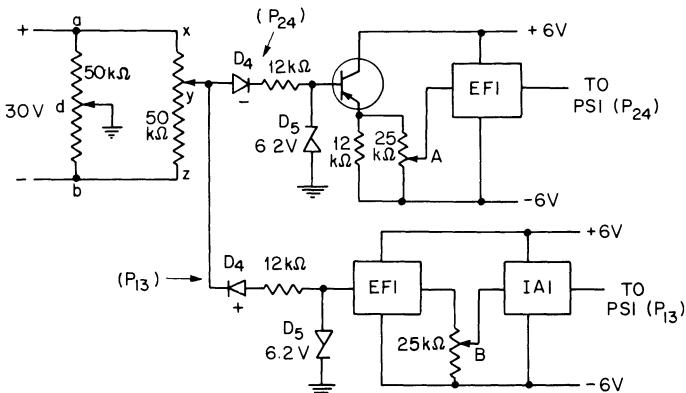 (P24)
a
x
+ 6V
+
D4
12kΩ
50kΩ
EFI
TO
PSI (P24)
d
y
–
30V
50
kΩ
D5
6.2V
12
kΩ
25
kΩ
A
–
b
z
-6V
+6V
12kΩ
(P13)
D4
EFI
IAI
TO
PSI (P13)
+
D5
6.2V
25kΩ
B
-6V